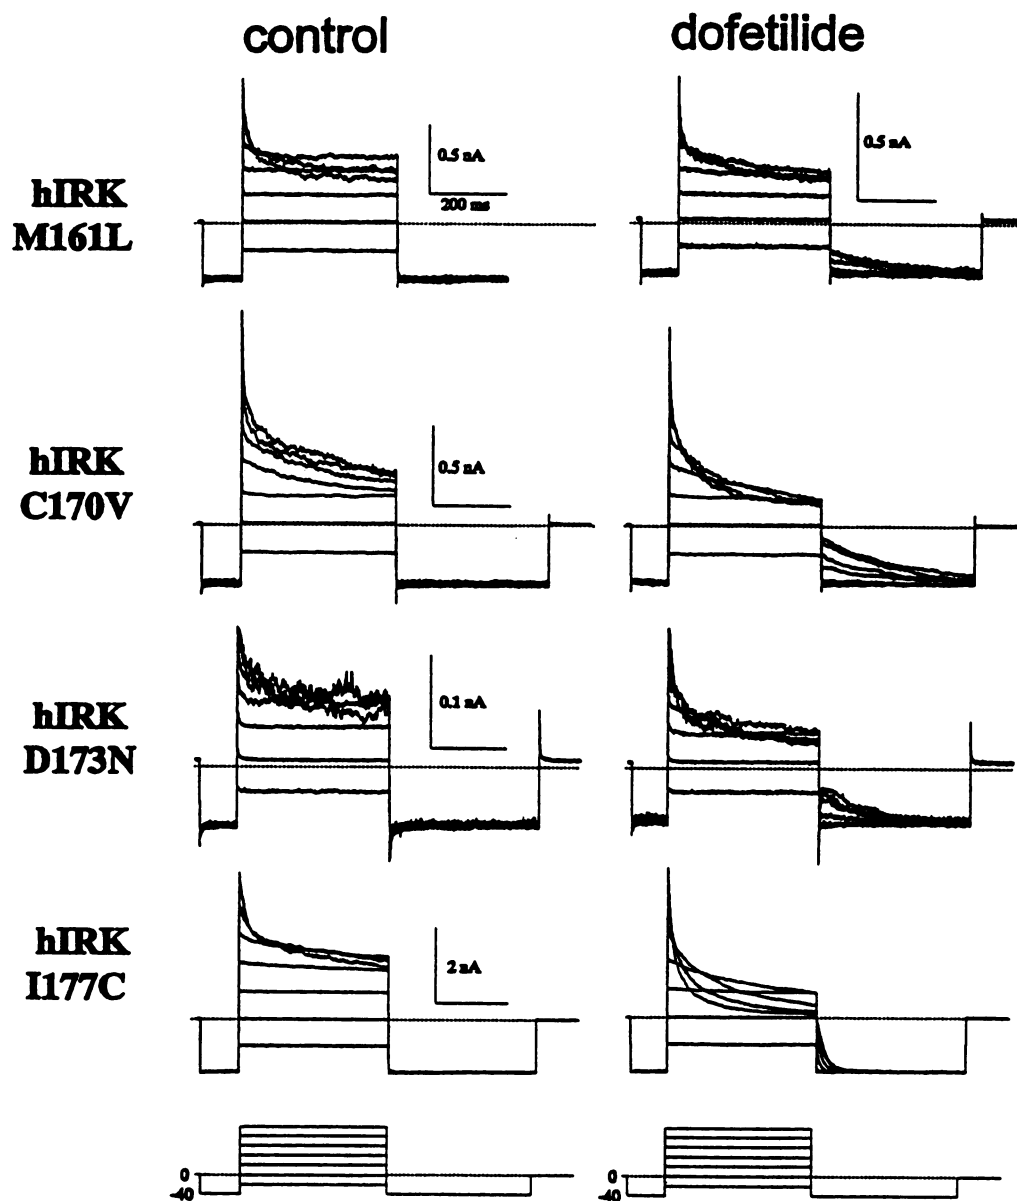 control
dofetilide
hIRK
M161L
0.5 nA
200 ms
0.5 nA
hIRK
C170V
0.5 nA
hIRK
D173N
0.1 nA
hIRK
I177C
2 nA
0
-40
0
-40